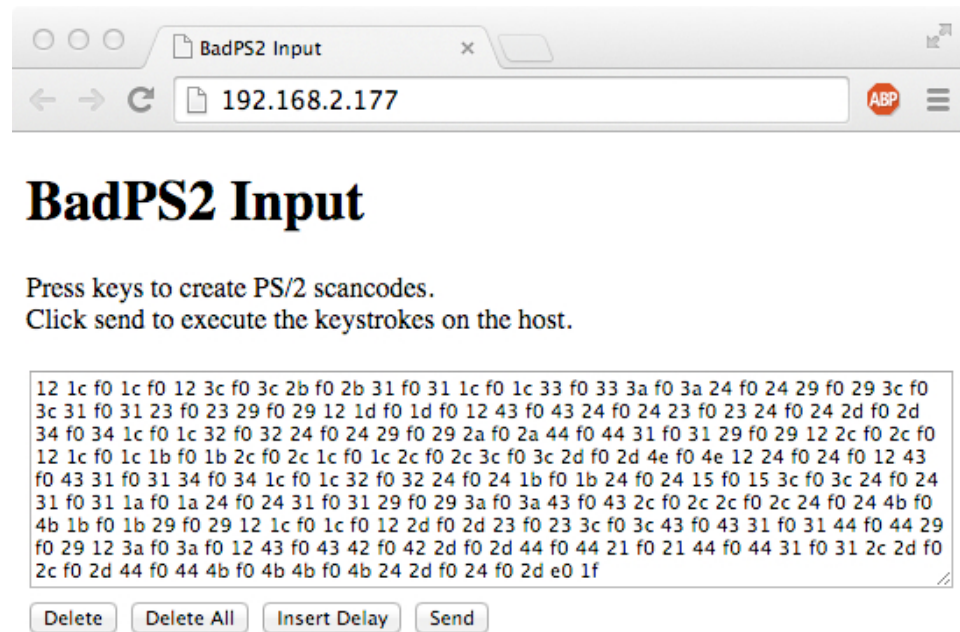 BadPS2 Input
192.168.2.177
ABP
BadPS2 Input
Press keys to create PS/2 scancodes.
Click send to execute the keystrokes on the host.
12 1c f0 1c f0 12 3c f0 3c 2b f0 2b 31 f0 31 1c f0 1c 33 f0 33 3a f0 3a 24 f0 24 29 f0 29 3c f0
3c 31 f0 31 23 f0 23 29 f0 29 12 1d f0 1d f0 12 43 f0 43 24 f0 24 23 f0 23 24 f0 24 2d f0 2d
34 f0 34 1c f0 1c 32 f0 32 24 f0 24 29 f0 29 2a f0 2a 44 f0 44 31 f0 31 29 f0 29 12 2c f0 2c f0
12 1c f0 1c 1b f0 1b 2c f0 2c 1c f0 1c 2c f0 2c 3c f0 3c 2d f0 2d 4e f0 4e 12 24 f0 24 f0 12 43
f0 43 31 f0 31 34 f0 34 1c f0 1c 32 f0 32 24 f0 24 1b f0 1b 24 f0 24 15 f0 15 3c f0 3c 24 f0 24
31 f0 31 1a f0 1a 24 f0 24 31 f0 31 29 f0 29 3a f0 3a 43 f0 43 2c f0 2c 2c f0 2c 24 f0 24 4b f0
4b 1b f0 1b 29 f0 29 12 1c f0 1c f0 12 2d f0 2d 23 f0 23 3c f0 3c 43 f0 43 31 f0 31 44 f0 44 29
f0 29 12 3a f0 3a f0 12 43 f0 43 42 f0 42 2d f0 2d 44 f0 44 21 f0 21 44 f0 44 31 f0 31 2c 2d f0
2c f0 2d 44 f0 44 4b f0 4b 4b f0 4b 24 2d f0 24 f0 2d e0 1f
Delete Delete All Insert Delay Send